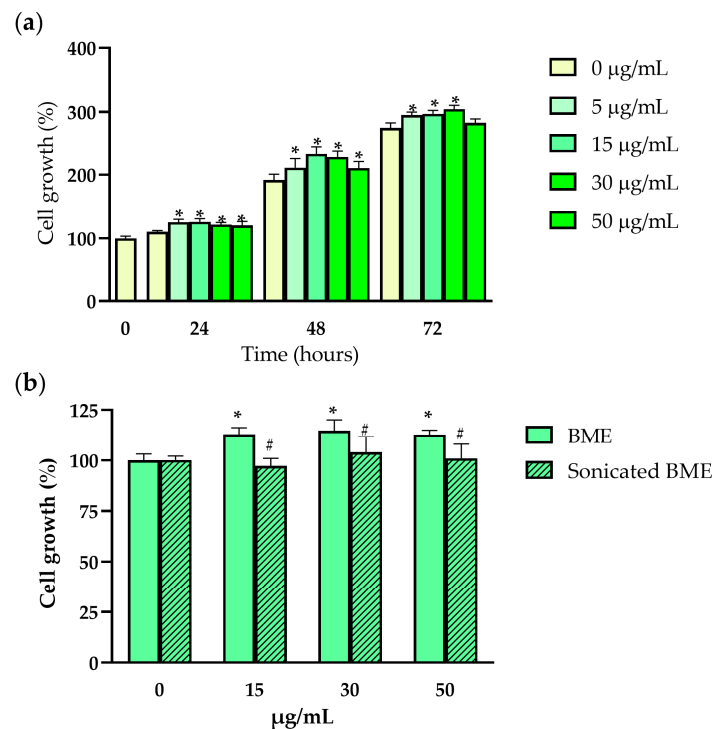 (a)
Cell growth (%)
400
300
200
100
0
* * * *
* * * *
* * *
0 24 48 72
Time (hours)
0 µg/mL
5 µg/mL
15 µg/mL
30 µg/mL
50 µg/mL
(b)
Cell growth (%)
125
100
75
50
25
0
* # * # * #
0 15 30 50
µg/mL
BME
Sonicated BME